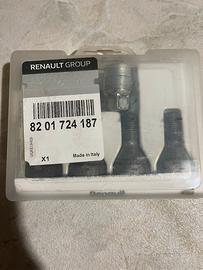 RENAULT GROUP
82 01 724 187
X1
Made in Italy
Renault